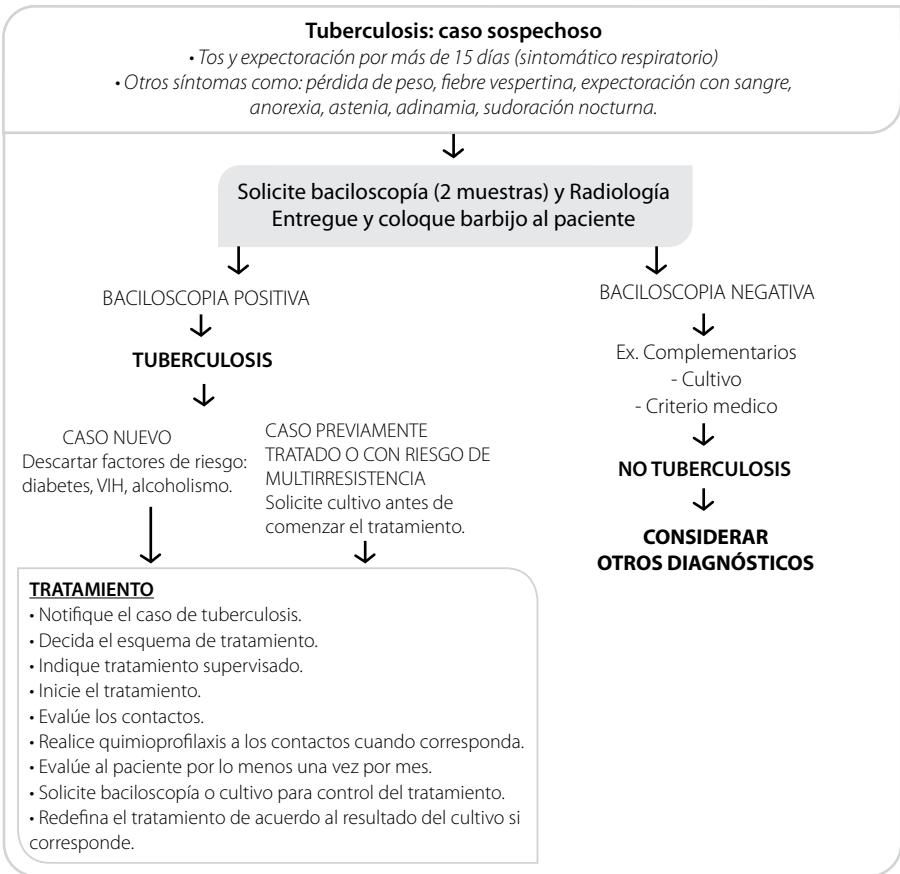 Tuberculosis: caso sospechoso
• Tos y expectoración por más de 15 días (sintomático respiratorio)
• Otros síntomas como: pérdida de peso, fiebre vespertina, expectoración con sangre,
anorexia, astenia, adinamia, sudoración nocturna.
Solicite baciloscopía (2 muestras) y Radiología
Entregue y coloque barbijo al paciente
BACILOSCOPIA POSITIVA
TUBERCULOSIS
CASO NUEVO
Descartar factores de riesgo:
diabetes, VIH, alcoholismo.
CASO PREVIAMENTE
TRATADO O CON RIESGO DE
MULTIRRESISTENCIA
Solicite cultivo antes de
comenzar el tratamiento.
BACILOSCOPIA NEGATIVA
Ex. Complementarios
- Cultivo
- Criterio medico
NO TUBERCULOSIS
CONSIDERAR
OTROS DIAGNÓSTICOS
TRATAMIENTO
• Notifique el caso de tuberculosis.
• Decida el esquema de tratamiento.
• Indique tratamiento supervisado.
• Inicie el tratamiento.
• Evalúe los contactos.
• Realice quimioprofilaxis a los contactos cuando corresponda.
• Evalúe al paciente por lo menos una vez por mes.
• Solicite baciloscopía o cultivo para control del tratamiento.
• Redefina el tratamiento de acuerdo al resultado del cultivo si
corresponde.